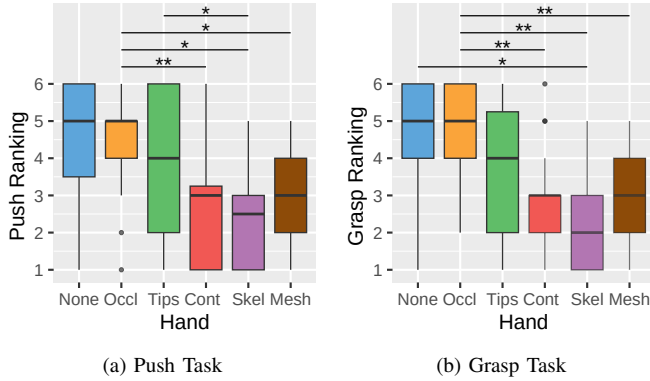 *
*
*
**
6
5
4
3
2
1
Push Ranking
None Occl Tips Cont Skel Mesh
Hand
(a) Push Task
**
**
**
*
6
5
4
3
2
1
Grasp Ranking
None Occl Tips Cont Skel Mesh
Hand
(b) Grasp Task